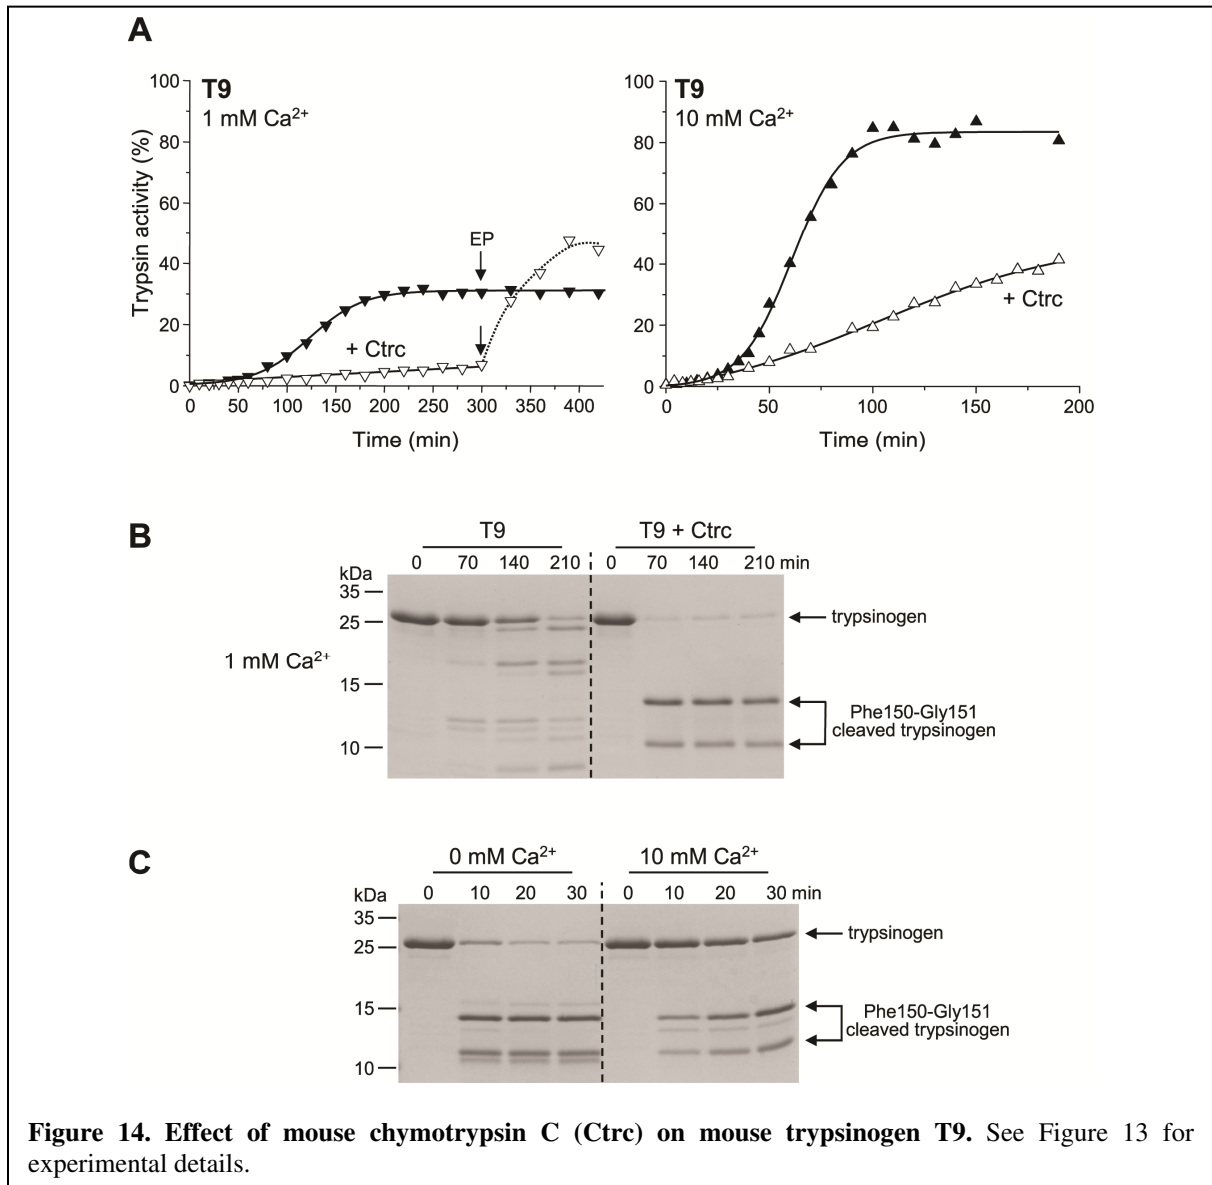 A
T9
1 mM Ca2+
Trypsin activity (%)
100
80
60
40
20
0
EP
+ Ctrc
0 50 100 150 200 250 300 350 400
Time (min)
T9
10 mM Ca2+
100
80
60
40
20
0
+ Ctrc
0 50 100 150 200
Time (min)
B
T9 T9 + Ctrc
0 70 140 210 0 70 140 210 min
kDa
35
25
15
10
1 mM Ca2+
trypsinogen
Phe150-Gly151
cleaved trypsinogen
C
0 mM Ca2+ 10 mM Ca2+
0 10 20 30 0 10 20 30 min
kDa
35
25
15
10
trypsinogen
Phe150-Gly151
cleaved trypsinogen
Figure 14. Effect of mouse chymotrypsin C (Ctrc) on mouse trypsinogen T9. See Figure 13 for
experimental details.